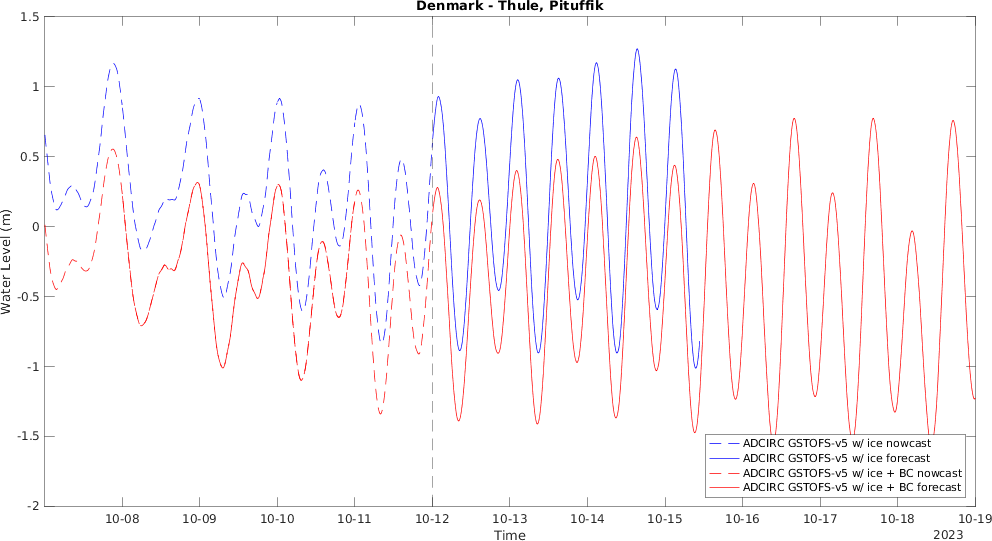 Denmark - Thule, Pituffik
1.5
1
0.5
0
-0.5
-1
-1.5
-2
Water Level (m)
ADCIRC GSTOFS-v5 w/ ice nowcast
ADCIRC GSTOFS-v5 w/ ice forecast
ADCIRC GSTOFS-v5 w/ ice + BC nowcast
ADCIRC GSTOFS-v5 w/ ice + BC forecast
10-08 10-09 10-10 10-11 10-12 10-13 10-14 10-15 10-16 10-17 10-18 10-19
Time
2023